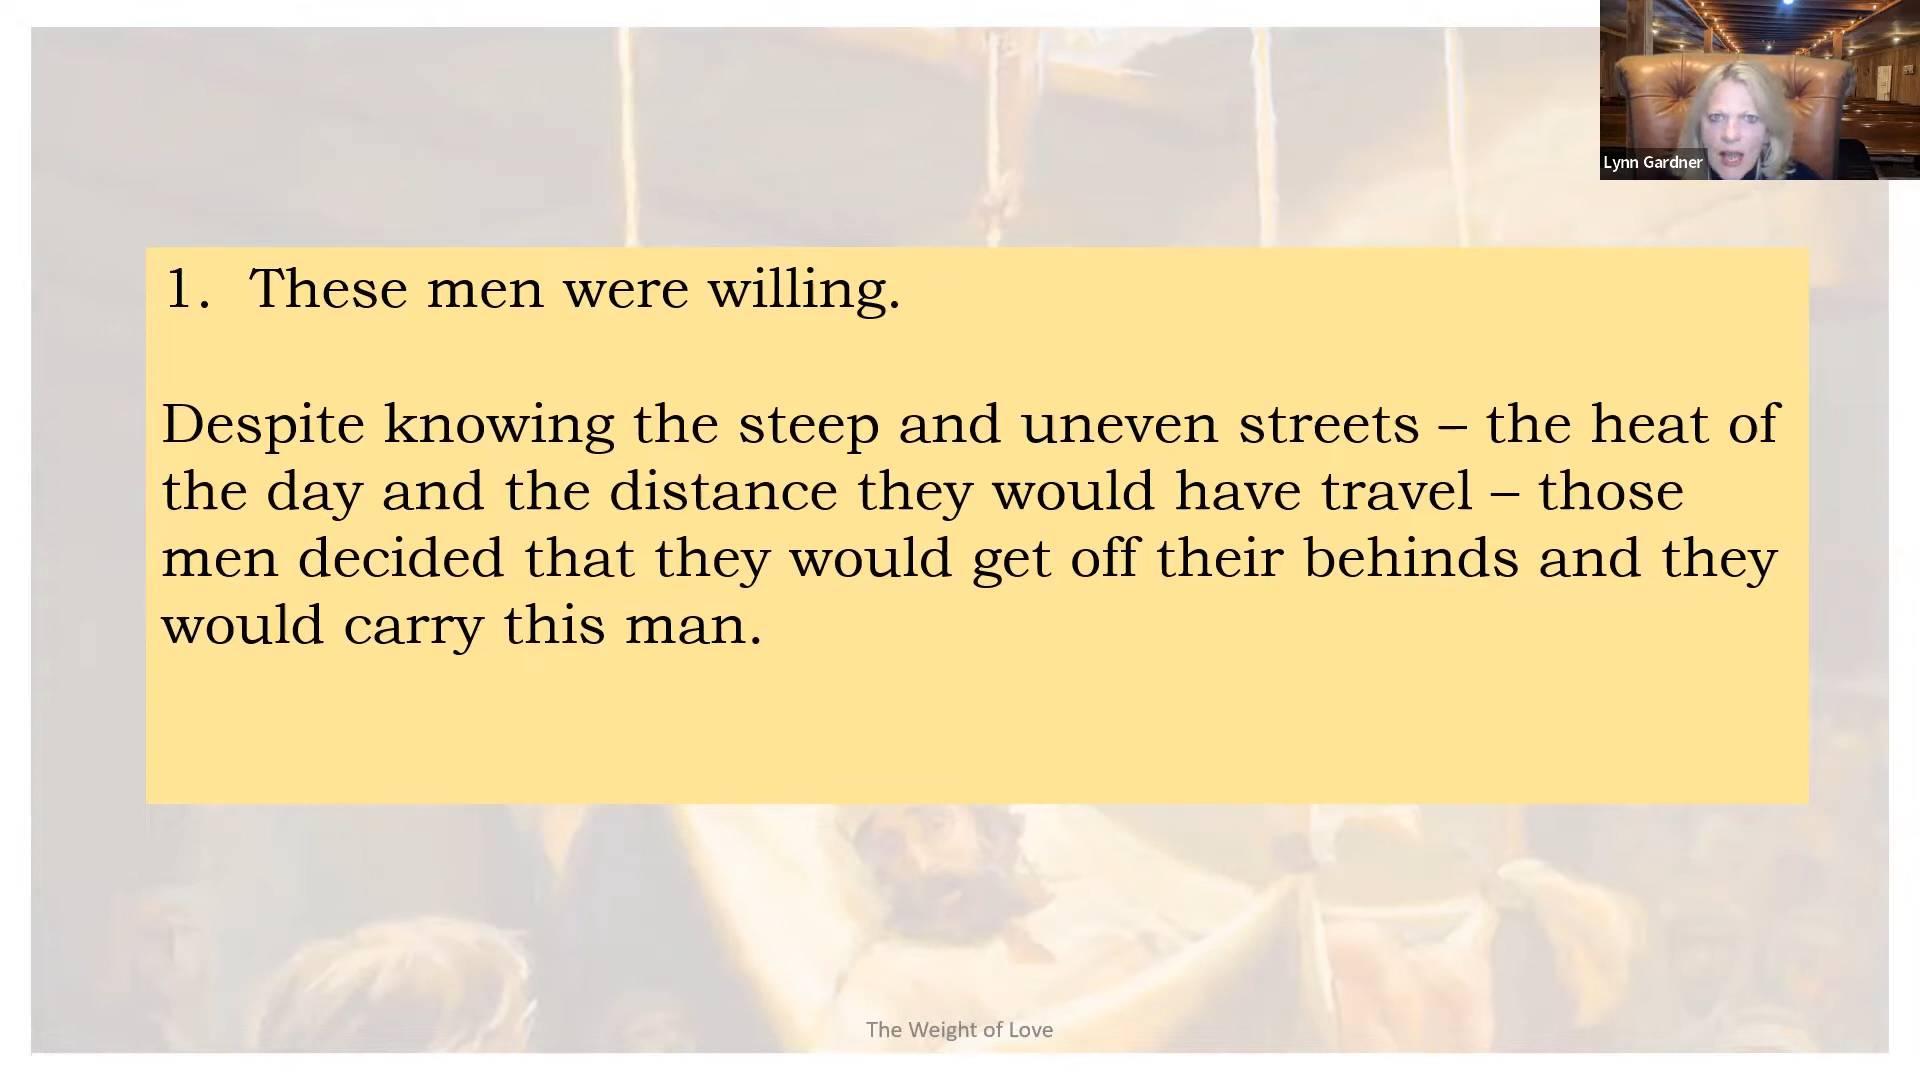 Lynn Gardner
1. These men were willing.
Despite knowing the steep and uneven streets – the heat of
the day and the distance they would have travel – those
men decided that they would get off their behinds and they
would carry this man.
The Weight of Love